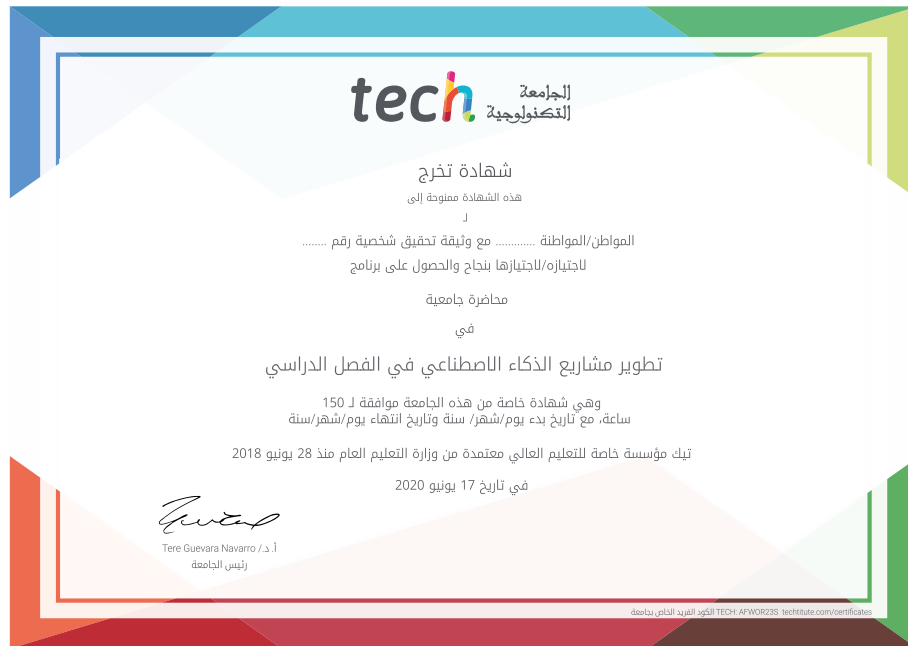 tech الجامعة التكنولوجية
شهادة تخرج
هذه الشهادة ممنوحة إلى
لـ
المواطن/المواطنة ............ مع وثيقة تحقيق شخصية رقم ........
لاجتيازه/لاجتيازها بنجاح والحصول على برنامج
محاضرة جامعية
في
تطوير مشاريع الذكاء الاصطناعي في الفصل الدراسي
وهي شهادة خاصة من هذه الجامعة موافقة لـ 150
ساعة، مع تاريخ بدء يوم/شهر/ سنة وتاريخ انتهاء يوم/شهر/سنة
تيك مؤسسة خاصة للتعليم العالي معتمدة من وزارة التعليم العام منذ 28 يونيو 2018
في تاريخ 17 يونيو 2020
أ. د./ Tere Guevara Navarro
رئيس الجامعة
الكود الفريد الخاص بجامعة TECH: AFWOR23S techtitute.com/certificates